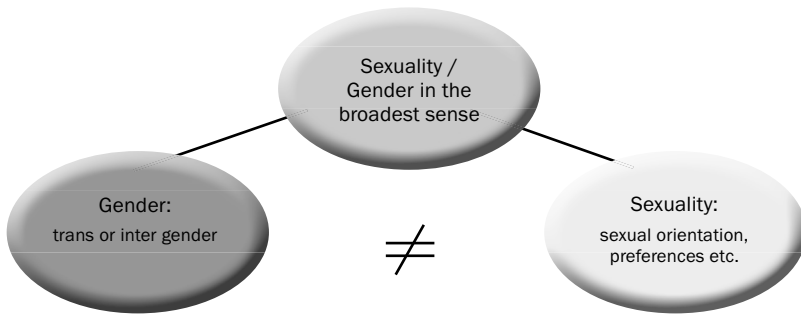 Sexuality /
Gender in the
broadest sense
Gender:
trans or inter gender
≠
Sexuality:
sexual orientation,
preferences etc.